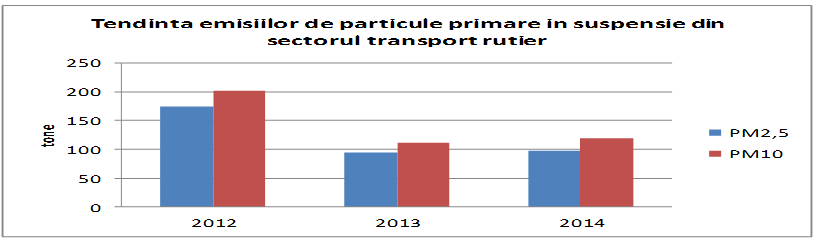 Tendinta emisiilor de particule primare in suspensie din
sectorul transport rutier
250
200
150
100
50
0
tone
2012
2013
2014
PM2,5
PM10